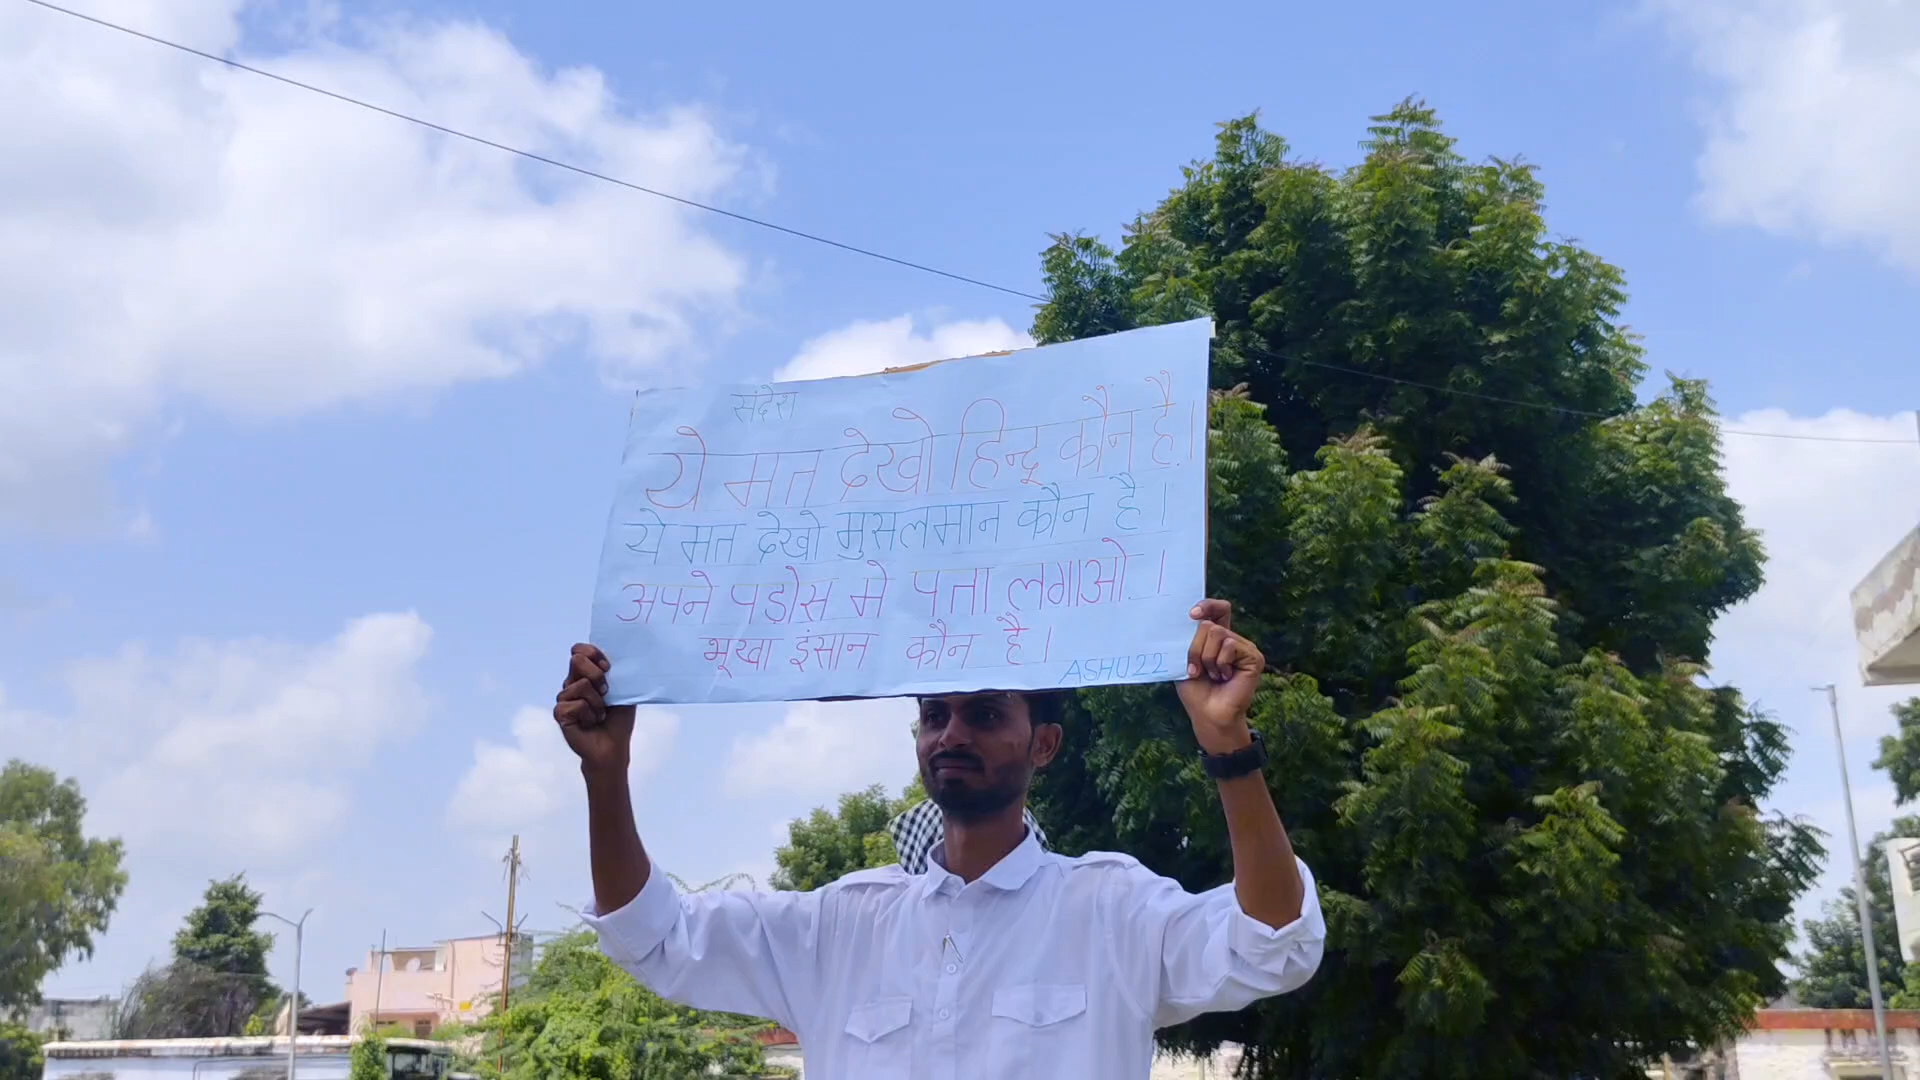 संदेश
ये मत देखो हिन्दू कौन है।
ये मत देखो मुसलमान कौन है।
अपने पडोस मे पता लगाओ।
भूखा इंसान कौन है।
ASHU22